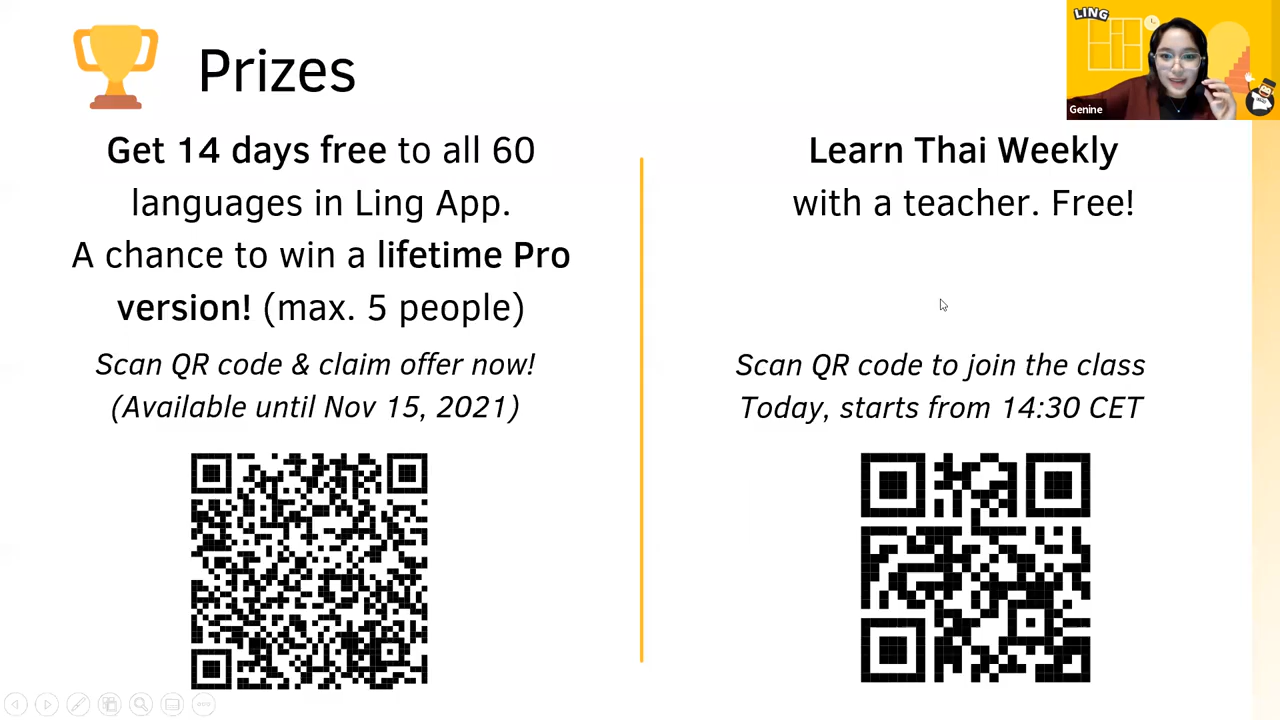 Prizes
Get 14 days free to all 60
languages in Ling App.
A chance to win a lifetime Pro
version! (max. 5 people)
Scan QR code & claim offer now!
(Available until Nov 15, 2021)
Learn Thai Weekly
with a teacher. Free!
Scan QR code to join the class
Today, starts from 14:30 CET
LING
Genine